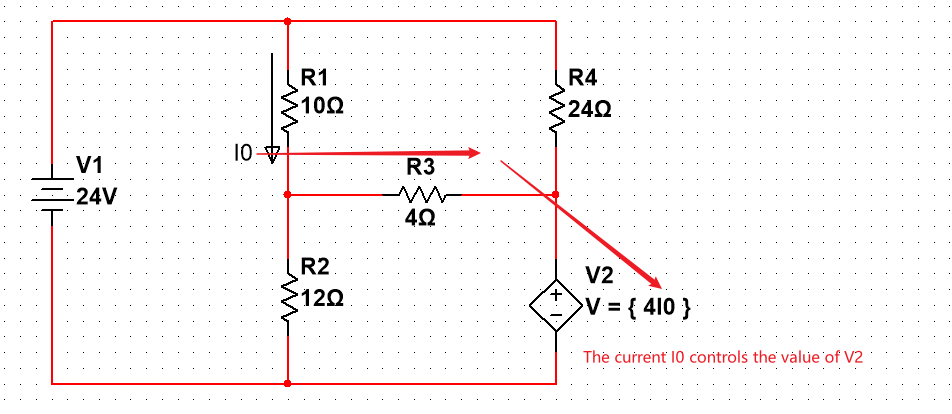 R1
10Ω
R4
24Ω
I0
R3
4Ω
V1
24V
R2
12Ω
V2
V = { 4I0 }
The current I0 controls the value of V2